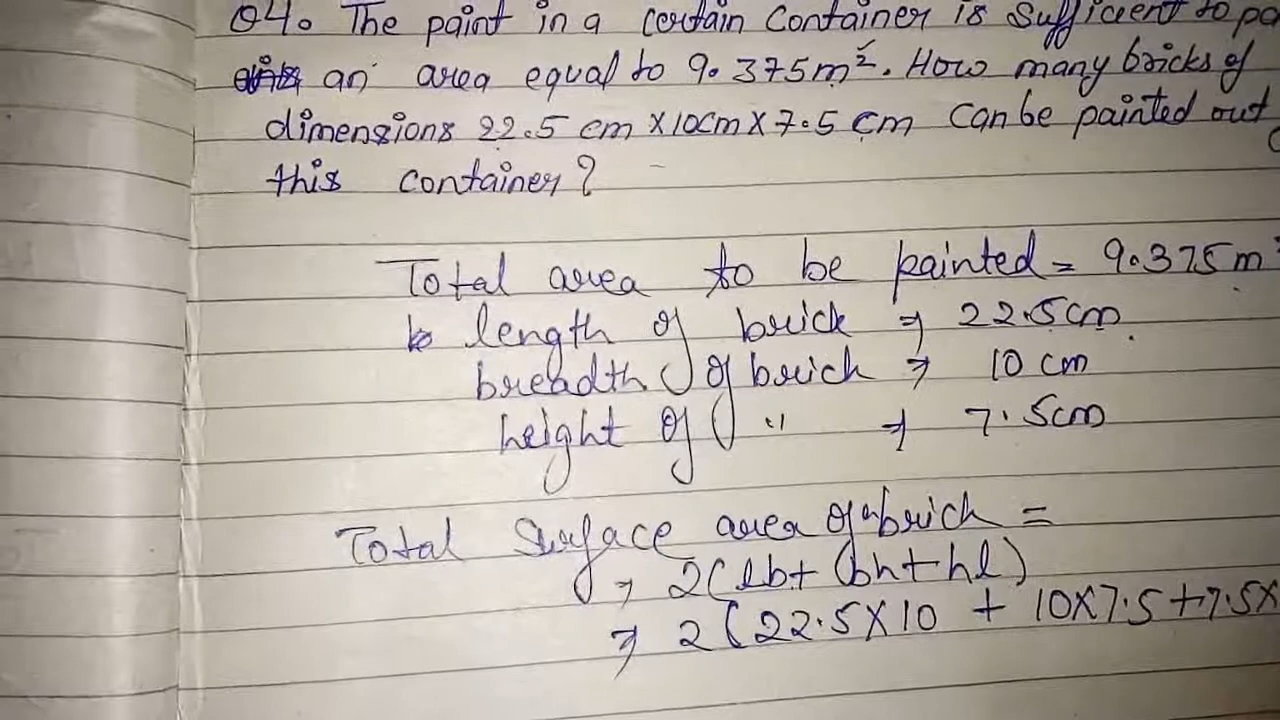 Q4. The paint in a certain Container is Sufficient to pa
an area equal to 9.375m². How many bricks of
dimensions 22.5 cm X 10cm X 7.5 cm can be painted out
this container?
Total area to be painted = 9.375m
length of brick ⇒ 22.5cm
breadth of brick ⇒ 10 cm
height of " ⇒ 7.5cm
Total Surface area of a brick =
⇒ 2(lb + (bh + hl)
⇒ 2(22.5X10 + 10X7.5 + 7.5X